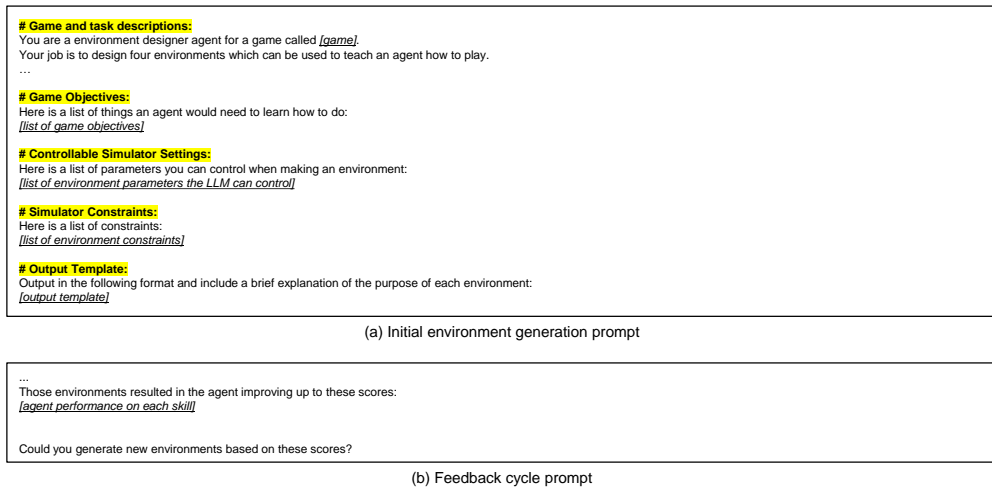 # Game and task descriptions:
You are a environment designer agent for a game called [game].
Your job is to design four environments which can be used to teach an agent how to play.
…
# Game Objectives:
Here is a list of things an agent would need to learn how to do:
[list of game objectives]
# Controllable Simulator Settings:
Here is a list of parameters you can control when making an environment:
[list of environment parameters the LLM can control]
# Simulator Constraints:
Here is a list of constraints:
[list of environment constraints]
# Output Template:
Output in the following format and include a brief explanation of the purpose of each environment:
[output template]
(a) Initial environment generation prompt
...
Those environments resulted in the agent improving up to these scores:
[agent performance on each skill]
Could you generate new environments based on these scores?
(b) Feedback cycle prompt